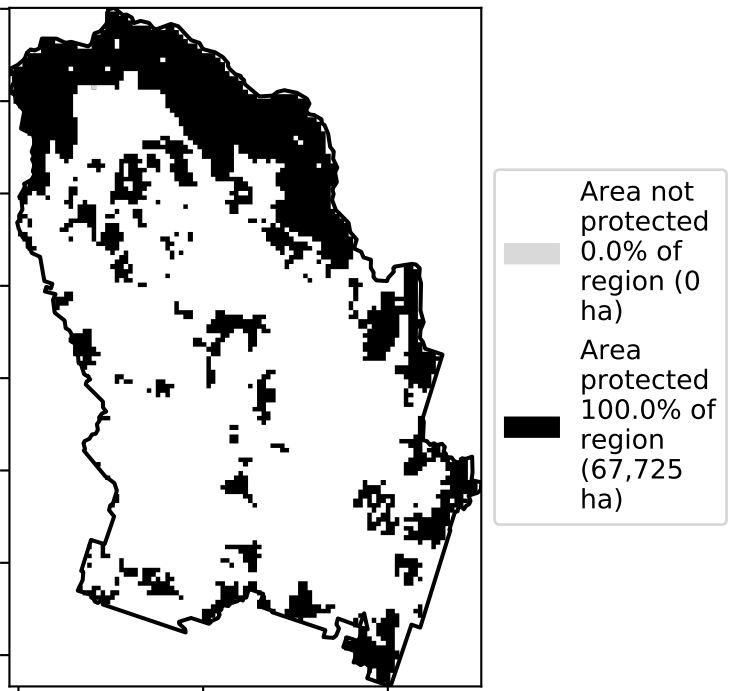 Area not
protected
0.0% of
region (0
ha)
Area
protected
100.0% of
region
(67,725
ha)